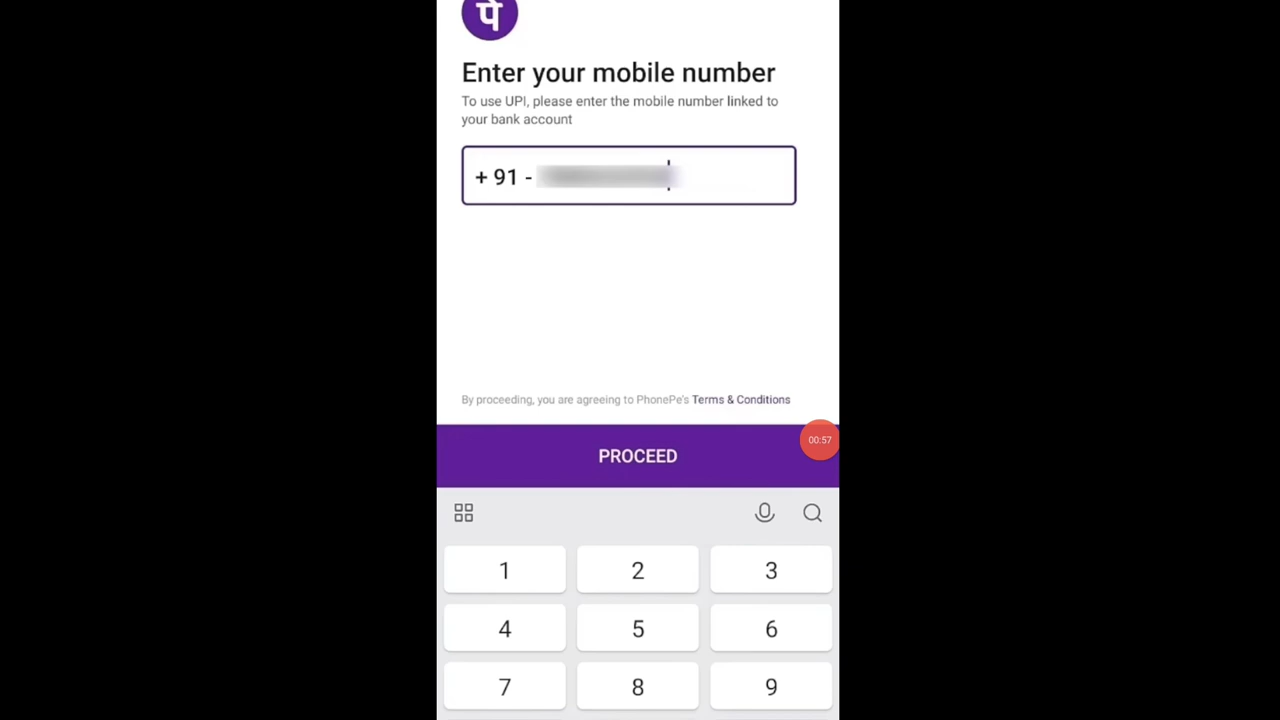 पे
Enter your mobile number
To use UPI, please enter the mobile number linked to
your bank account
+ 91 -
By proceeding, you are agreeing to PhonePe's Terms & Conditions
PROCEED
00:57
1 2 3
4 5 6
7 8 9